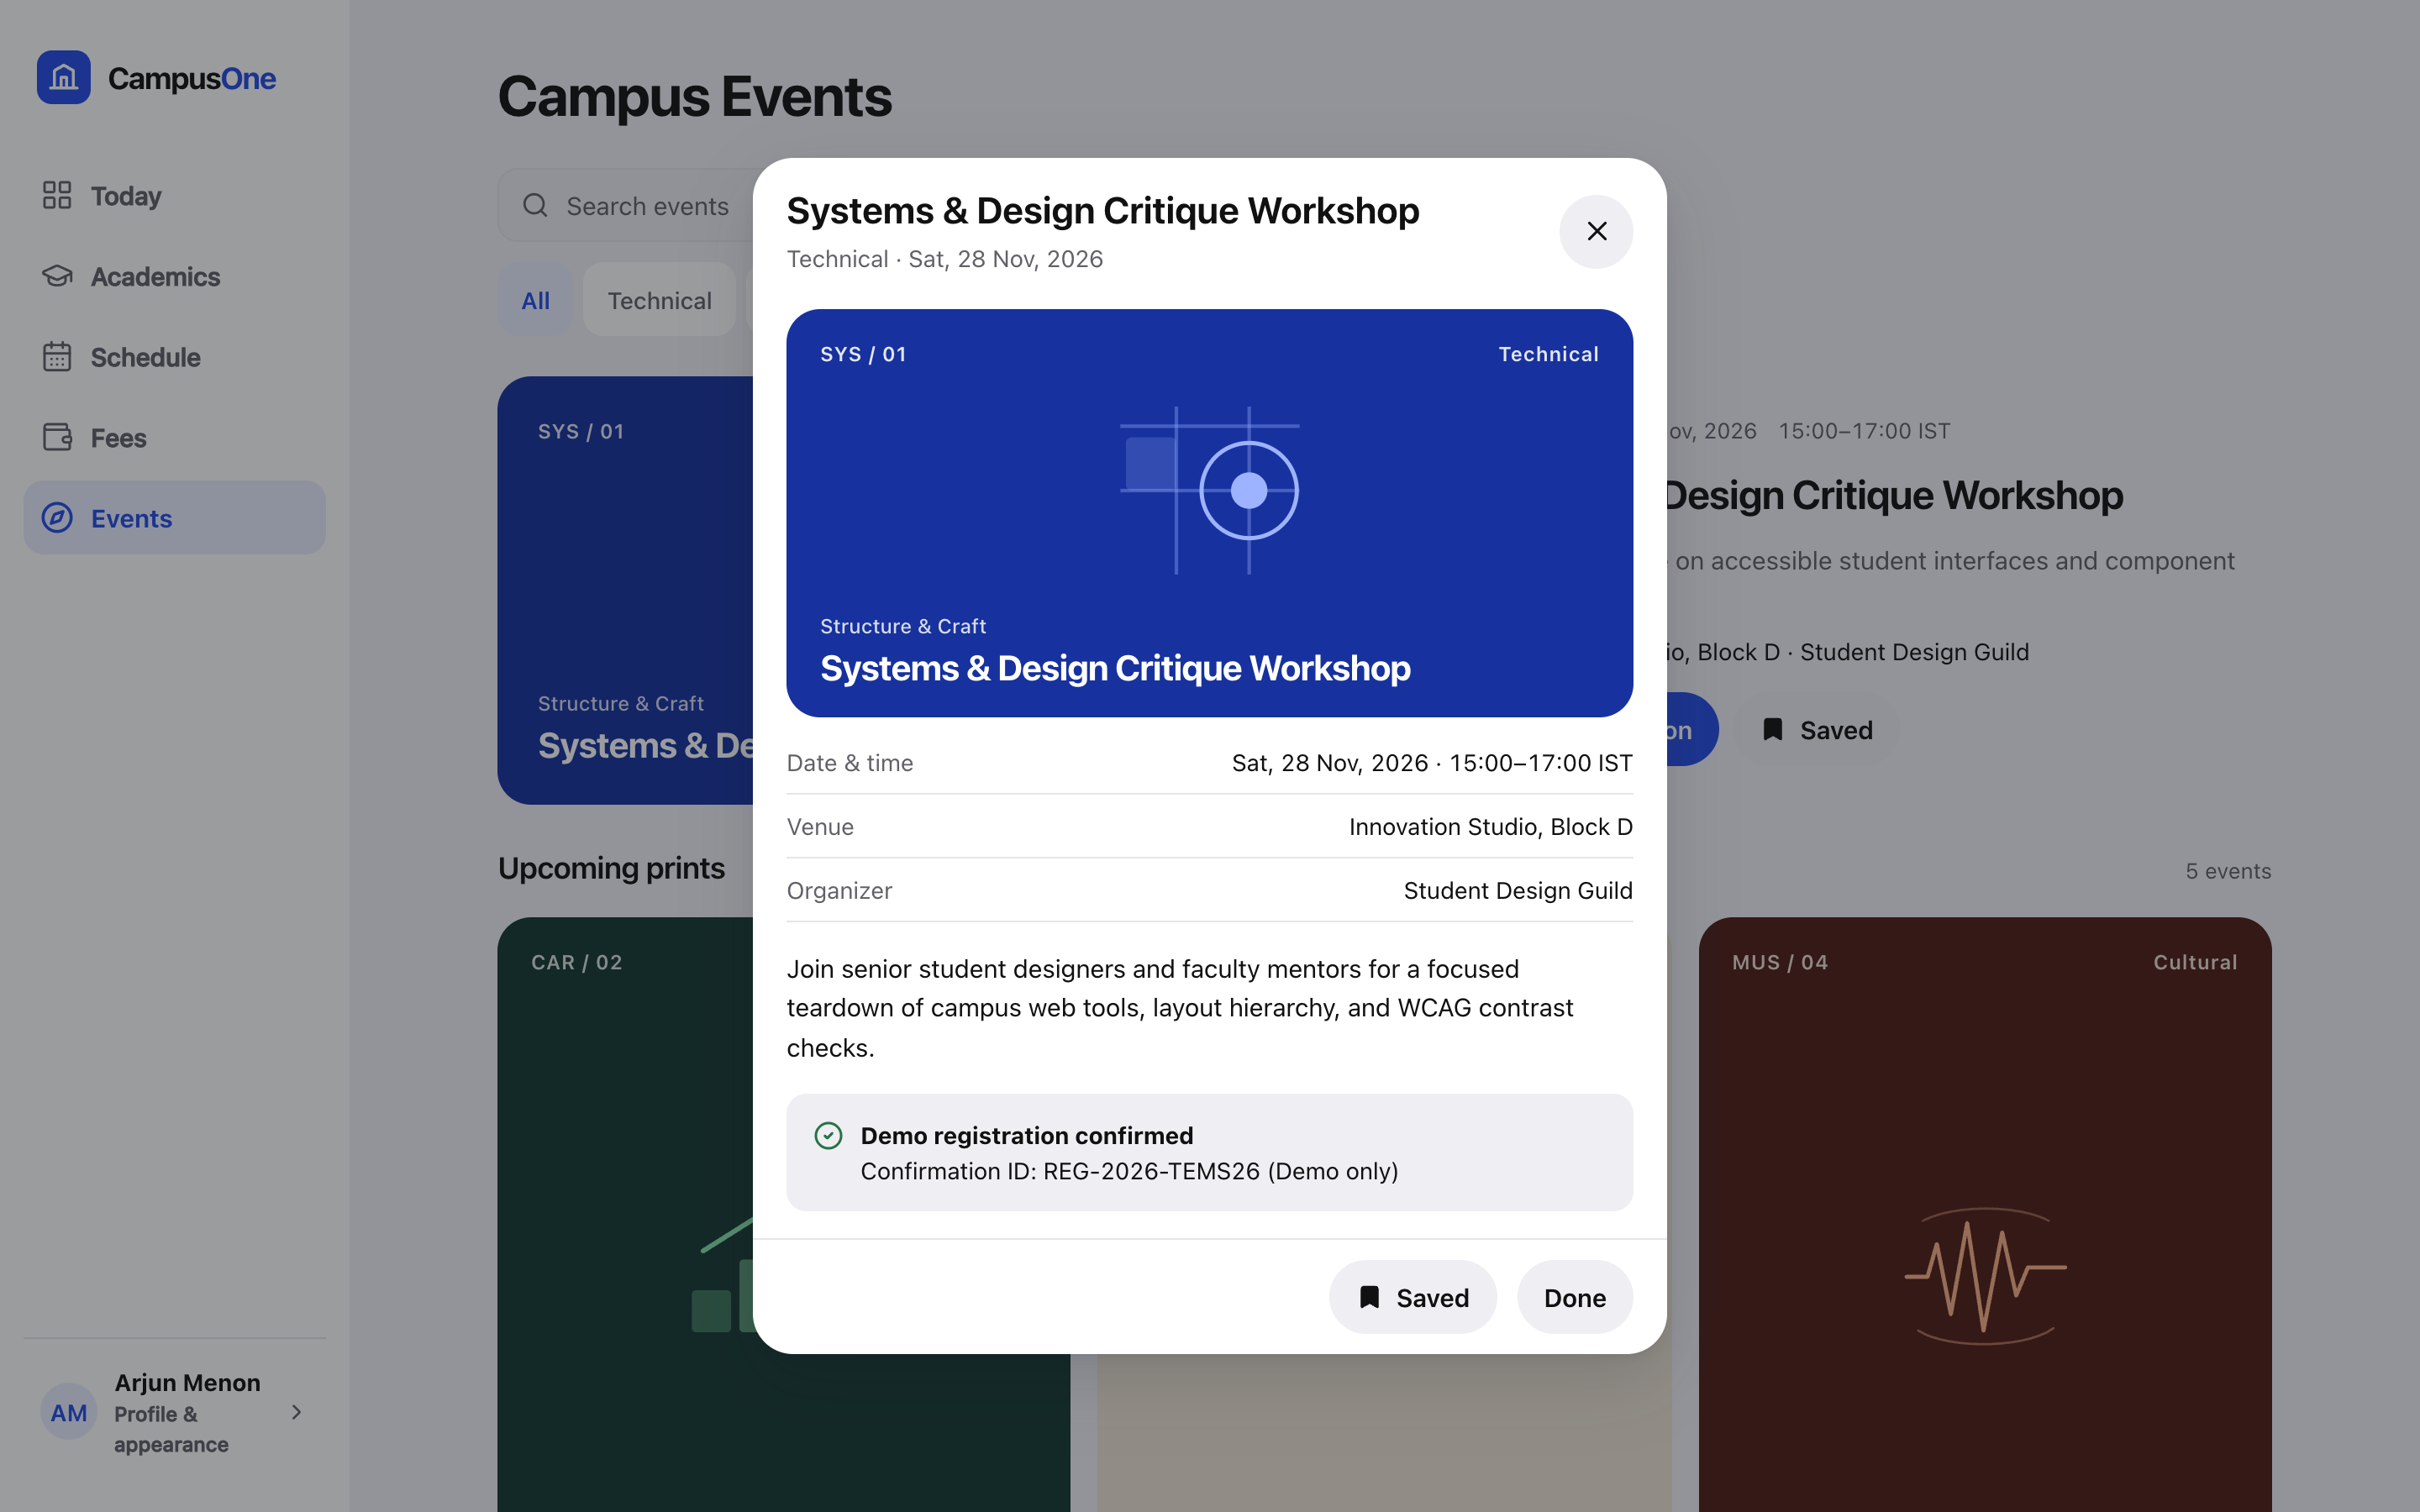 CampusOne
Today
Academics
Schedule
Fees
Events
Arjun Menon
Profile &
appearance
AM
Campus Events
Search events
All
Technical
SYS / 01
Structure & Craft
Systems & De
ov, 2026 15:00–17:00 IST
Design Critique Workshop
on accessible student interfaces and component
io, Block D · Student Design Guild
on
Saved
Upcoming prints
5 events
CAR / 02
MUS / 04
Cultural
Systems & Design Critique Workshop
Technical · Sat, 28 Nov, 2026
SYS / 01
Technical
Structure & Craft
Systems & Design Critique Workshop
Date & time
Sat, 28 Nov, 2026 · 15:00–17:00 IST
Venue
Innovation Studio, Block D
Organizer
Student Design Guild
Join senior student designers and faculty mentors for a focused
teardown of campus web tools, layout hierarchy, and WCAG contrast
checks.
Demo registration confirmed
Confirmation ID: REG-2026-TEMS26 (Demo only)
Saved
Done